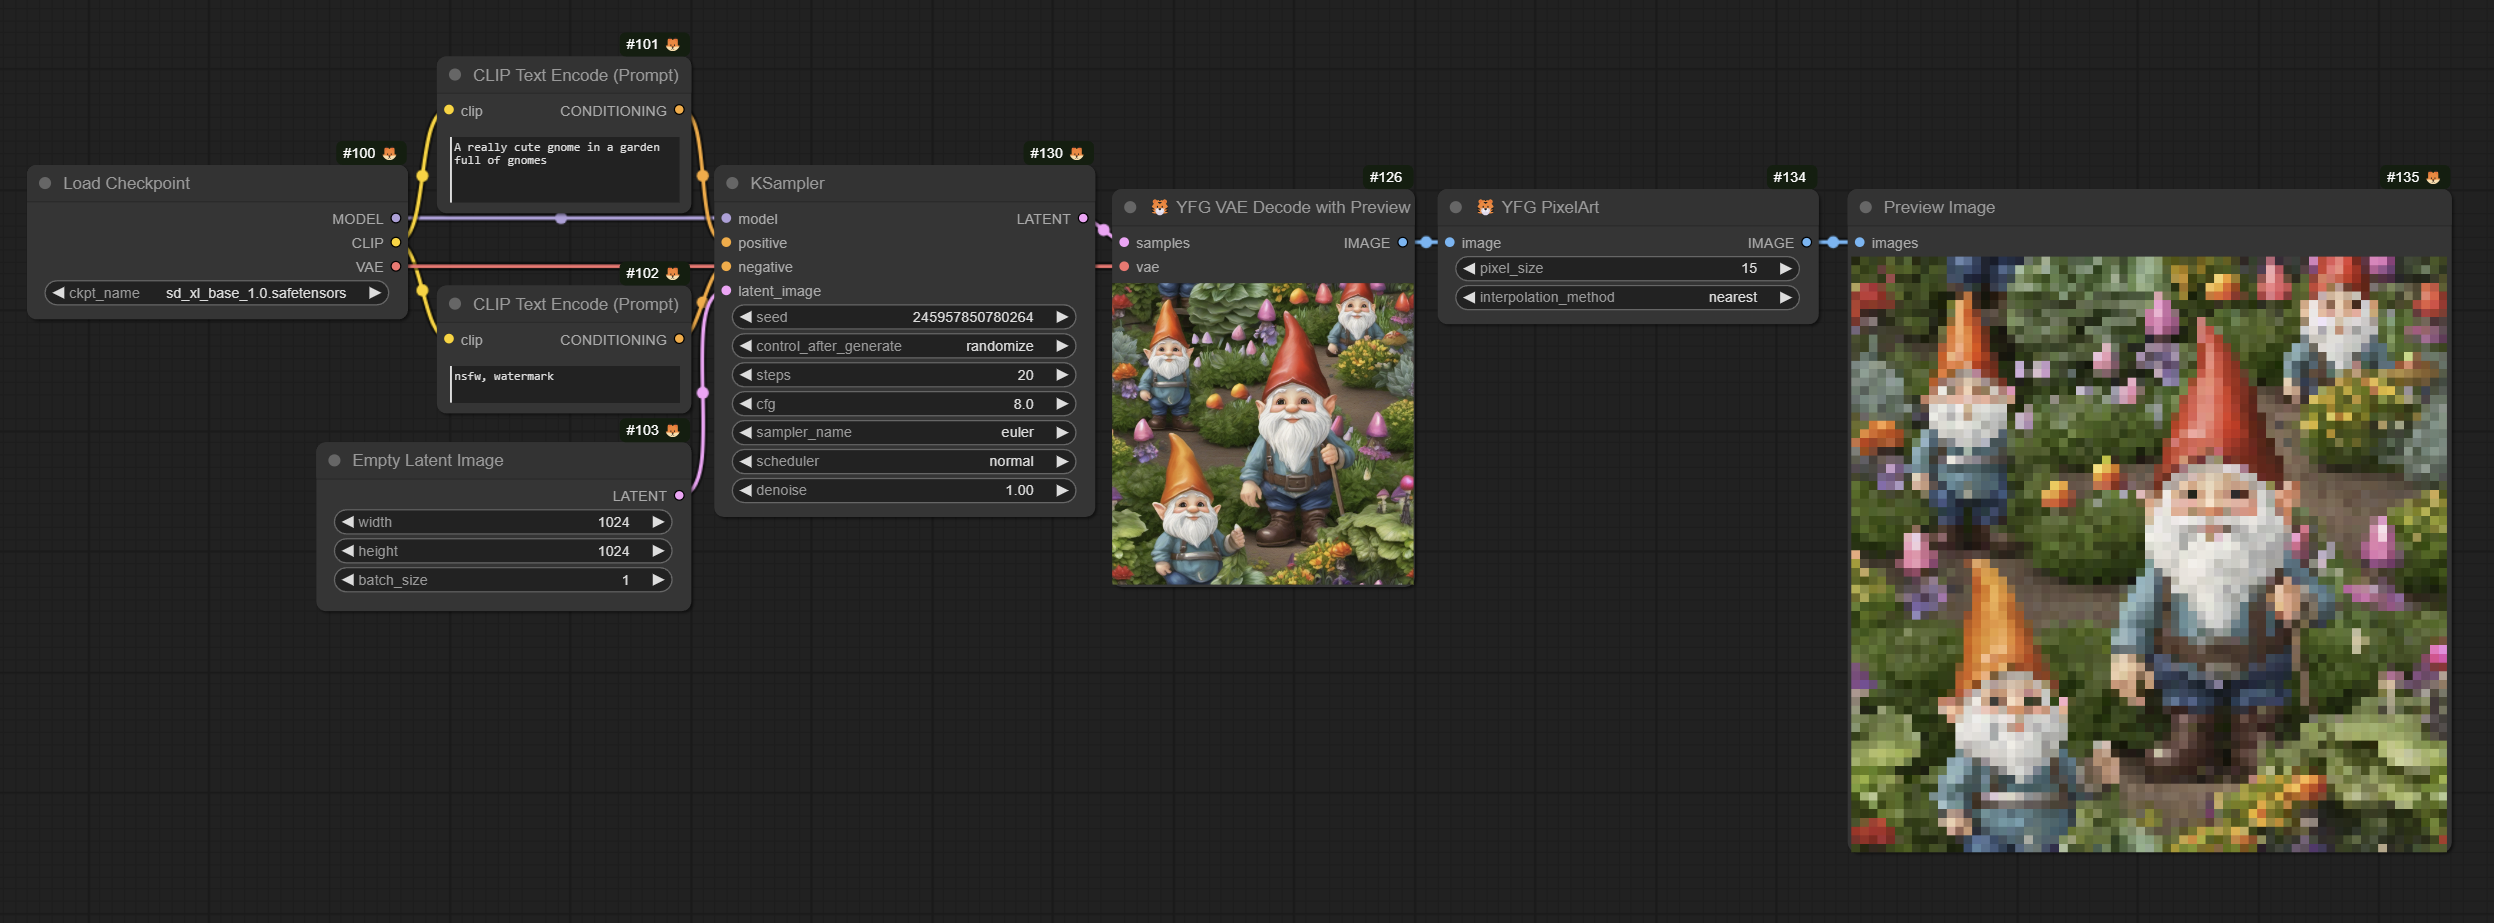 #100
Load Checkpoint
MODEL
CLIP
VAE
ckpt_name sd_xl_base_1.0.safetensors
#101
CLIP Text Encode (Prompt)
clip CONDITIONING
A really cute gnome in a garden
full of gnomes
#102
CLIP Text Encode (Prompt)
clip CONDITIONING
nsfw, watermark
#103
Empty Latent Image
LATENT
width 1024
height 1024
batch_size 1
#130
KSampler
model LATENT
positive
negative
latent_image
seed 245957850780264
control_after_generate randomize
steps 20
cfg 8.0
sampler_name euler
scheduler normal
denoise 1.00
#126
YFG VAE Decode with Preview
samples IMAGE
vae
#134
YFG PixelArt
image IMAGE
pixel_size 15
interpolation_method nearest
#135
Preview Image
images